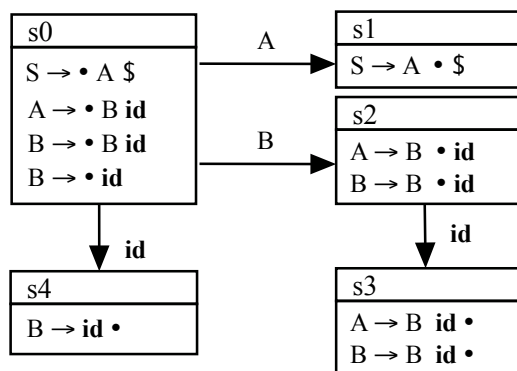 s0
S → • A $
A → • B id
B → • B id
B → • id
A
s1
S → A • $
B
s2
A → B • id
B → B • id
id
id
s4
B → id •
s3
A → B id •
B → B id •